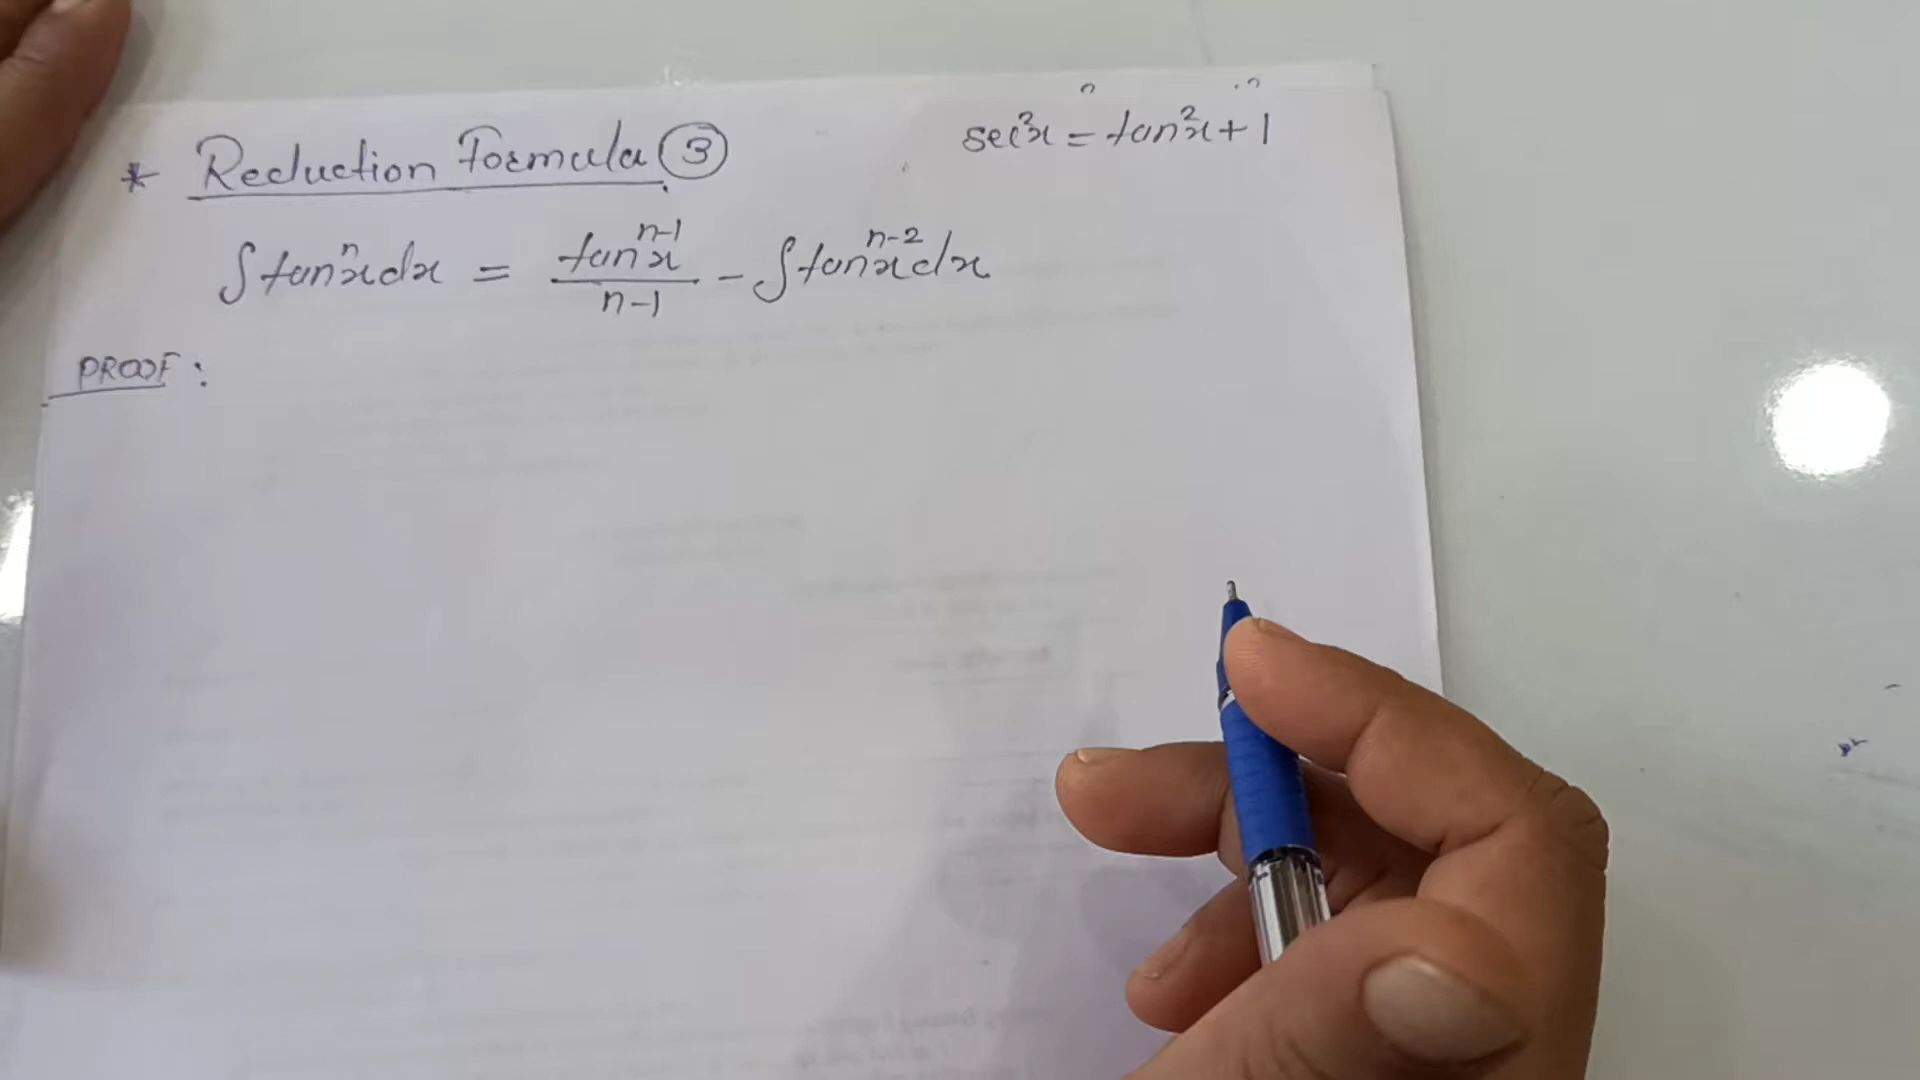 * Reduction Formula ③
sec²x = tan²x + 1
∫tanⁿx dx = tanⁿ⁻¹x / n-1 - ∫tanⁿ⁻²x dx
PROOF :